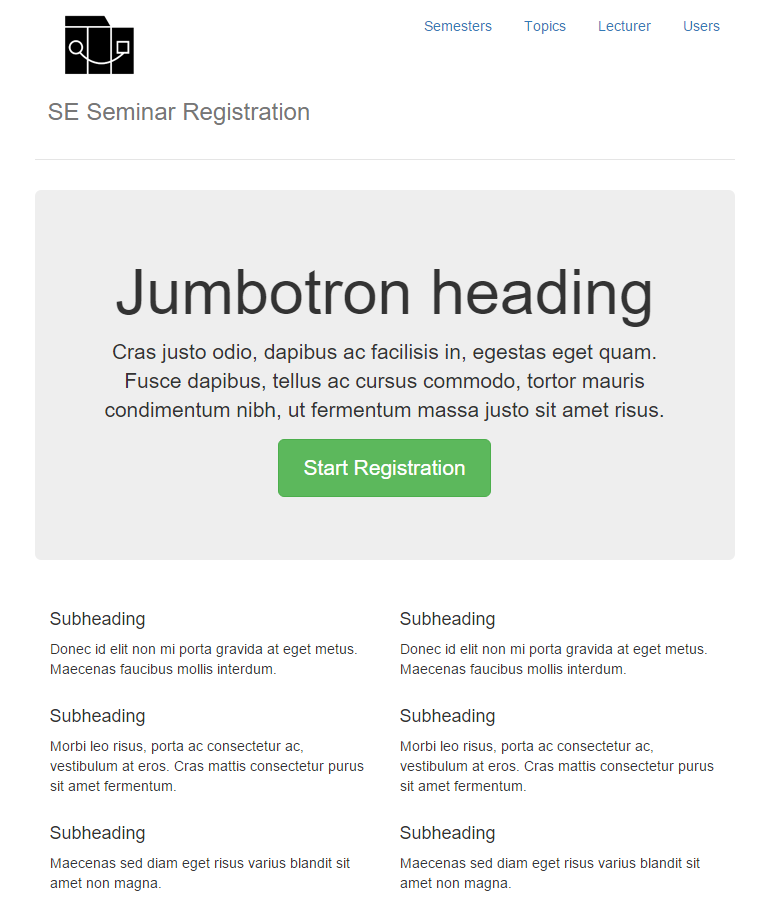 Semesters Topics Lecturer Users
SE Seminar Registration
Jumbotron heading
Cras justo odio, dapibus ac facilisis in, egestas eget quam.
Fusce dapibus, tellus ac cursus commodo, tortor mauris
condimentum nibh, ut fermentum massa justo sit amet risus.
Start Registration
Subheading
Donec id elit non mi porta gravida at eget metus.
Maecenas faucibus mollis interdum.
Subheading
Morbi leo risus, porta ac consectetur ac,
vestibulum at eros. Cras mattis consectetur purus
sit amet fermentum.
Subheading
Maecenas sed diam eget risus varius blandit sit
amet non magna.
Subheading
Donec id elit non mi porta gravida at eget metus.
Maecenas faucibus mollis interdum.
Subheading
Morbi leo risus, porta ac consectetur ac,
vestibulum at eros. Cras mattis consectetur purus
sit amet fermentum.
Subheading
Maecenas sed diam eget risus varius blandit sit
amet non magna.